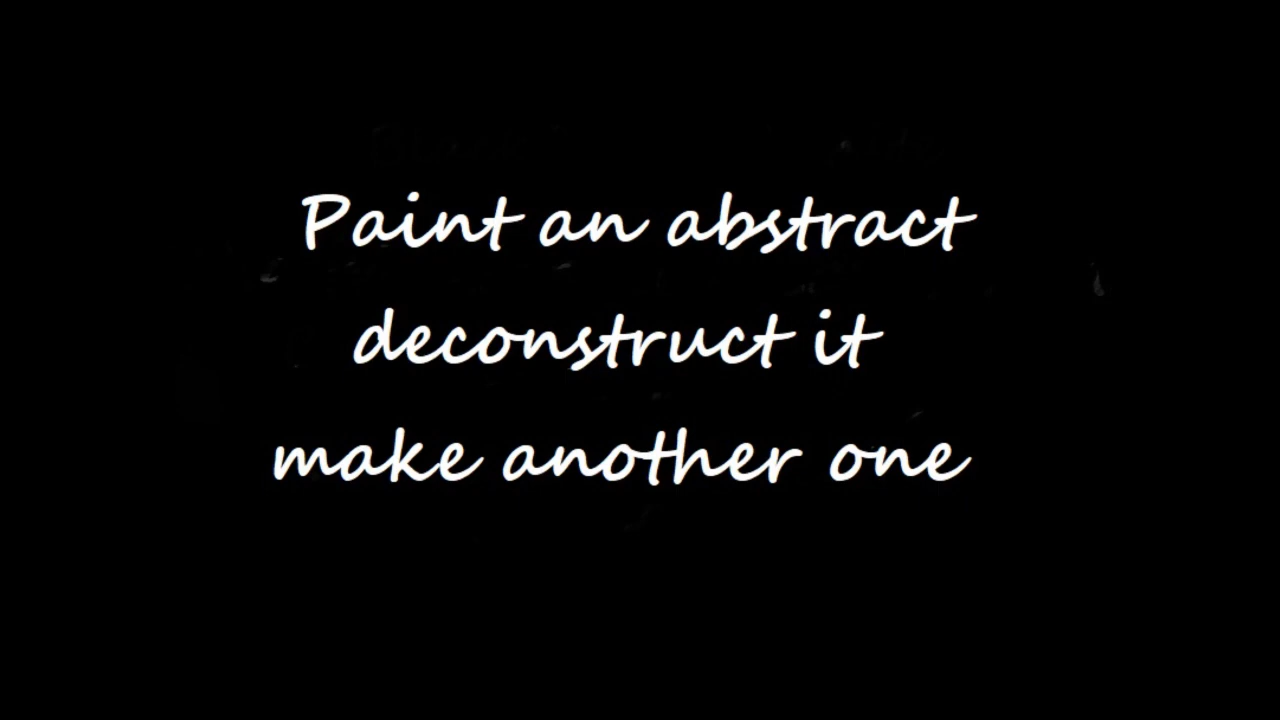 Paint an abstract
deconstruct it
make another one